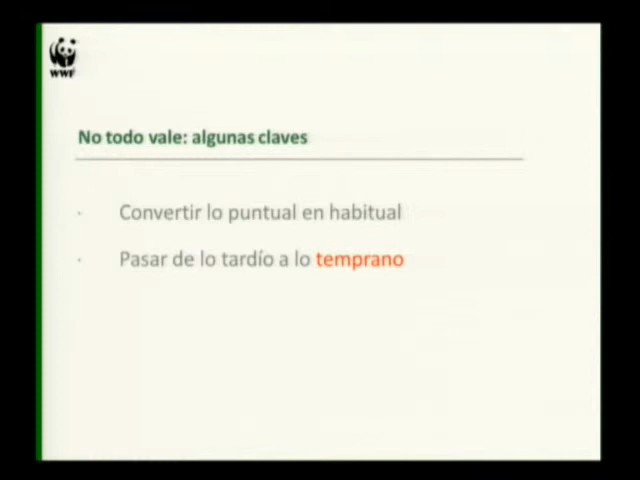 WWF
No todo vale: algunas claves
· Convertir lo puntual en habitual
· Pasar de lo tardío a lo temprano